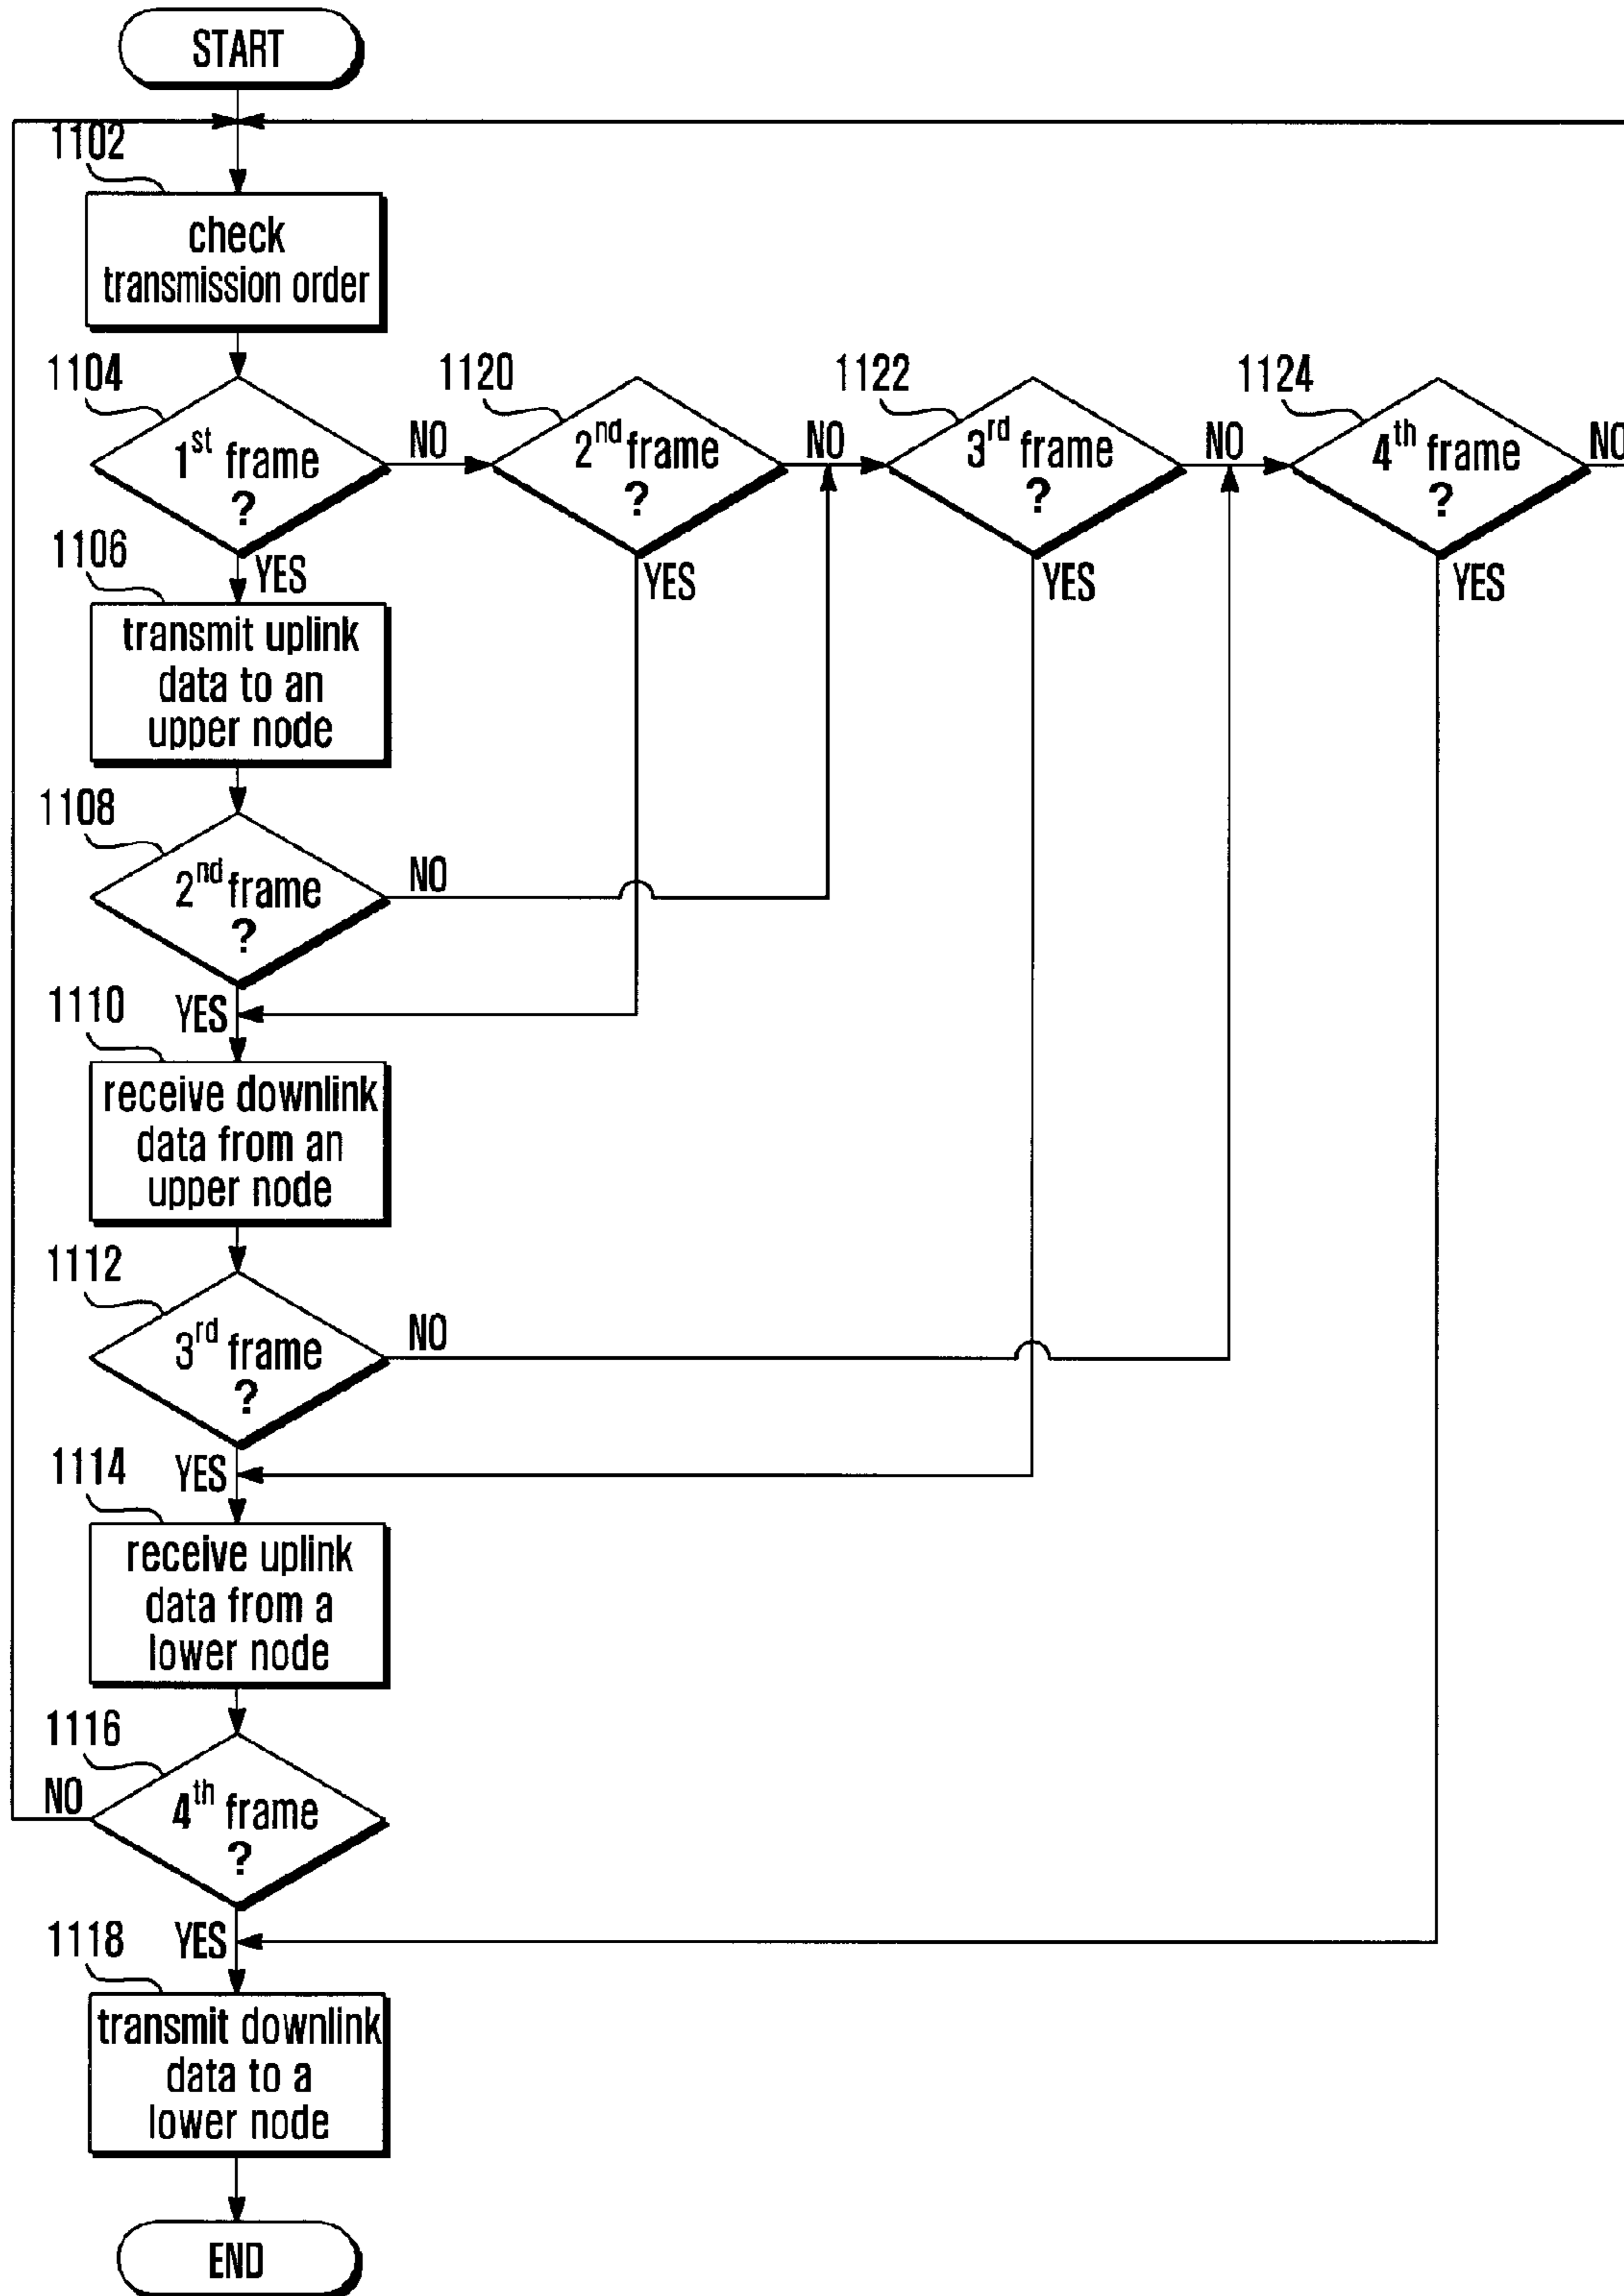 START
1102
check
transmission order
1104
1st frame
?
NO
1120
2nd frame
?
NO
1122
3rd frame
?
NO
1124
4th frame
?
NO
YES
YES
YES
YES
1106
transmit uplink
data to an
upper node
1108
2nd frame
?
NO
YES
1110
receive downlink
data from an
upper node
1112
3rd frame
?
NO
YES
1114
receive uplink
data from a
lower node
1116
4th frame
?
NO
YES
1118
transmit downlink
data to a
lower node
END